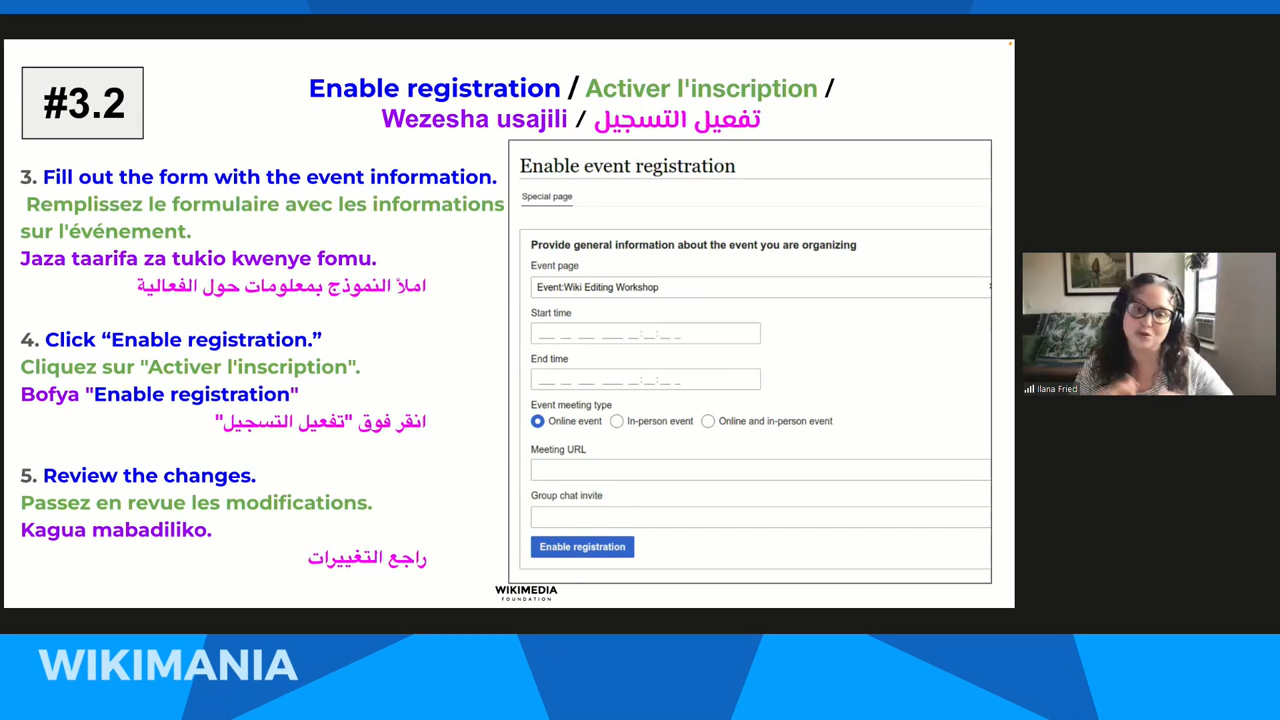 #3.2
Enable registration / Activer l'inscription /
Wezesha usajili / تفعيل التسجيل
3. Fill out the form with the event information.
Remplissez le formulaire avec les informations
sur l'événement.
Jaza taarifa za tukio kwenye fomu.
املأ النموذج بمعلومات حول الفعالية
4. Click “Enable registration.”
Cliquez sur "Activer l'inscription".
Bofya "Enable registration"
انقر فوق "تفعيل التسجيل"
5. Review the changes.
Passez en revue les modifications.
Kagua mabadiliko.
راجع التغييرات
Enable event registration
Special page
Provide general information about the event you are organizing
Event page
Event:Wiki Editing Workshop
Start time
End time
Event meeting type
Online event In-person event Online and in-person event
Meeting URL
Group chat invite
Enable registration
WIKIMEDIA
FOUNDATION
Ilana Fried
WIKIMANIA